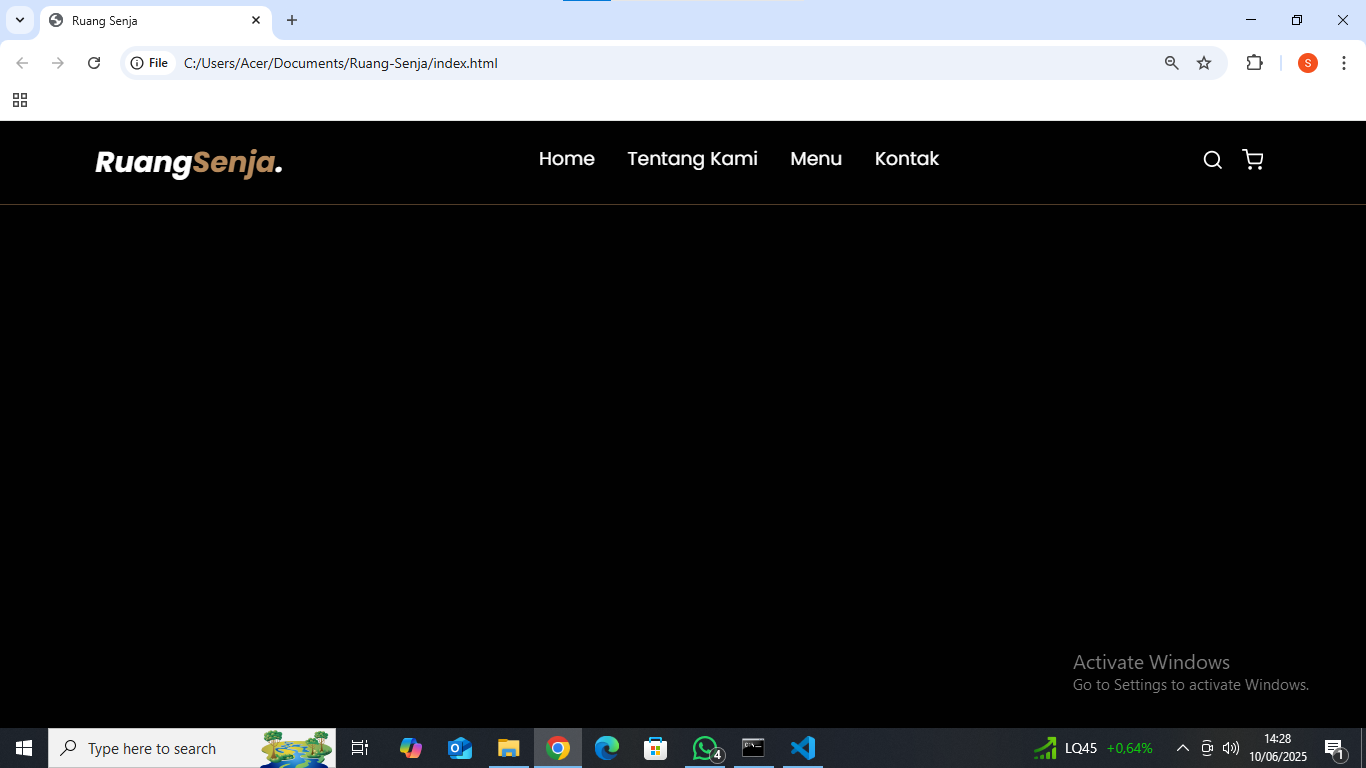 Ruang Senja
File C:/Users/Acer/Documents/Ruang-Senja/index.html
S
RuangSenja.
Home Tentang Kami Menu Kontak
Activate Windows
Go to Settings to activate Windows.
Type here to search
4
LQ45 +0,64%
14:28
10/06/2025
1